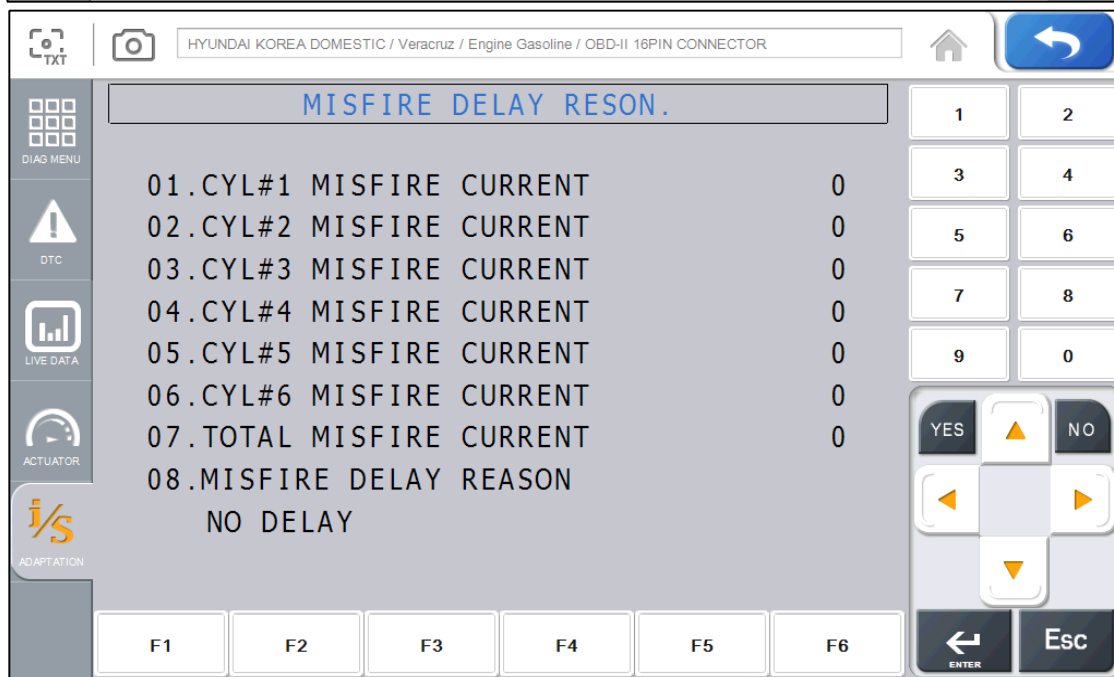 TXT
HYUNDAI KOREA DOMESTIC / Veracruz / Engine Gasoline / OBD-II 16PIN CONNECTOR
DIAG MENU
DTC
LIVE DATA
ACTUATOR
i/s
ADAPTATION
MISFIRE DELAY RESON.
01.CYL#1 MISFIRE CURRENT 0
02.CYL#2 MISFIRE CURRENT 0
03.CYL#3 MISFIRE CURRENT 0
04.CYL#4 MISFIRE CURRENT 0
05.CYL#5 MISFIRE CURRENT 0
06.CYL#6 MISFIRE CURRENT 0
07.TOTAL MISFIRE CURRENT 0
08.MISFIRE DELAY REASON
NO DELAY
1 2
3 4
5 6
7 8
9 0
YES NO
F1 F2 F3 F4 F5 F6
ENTER
Esc